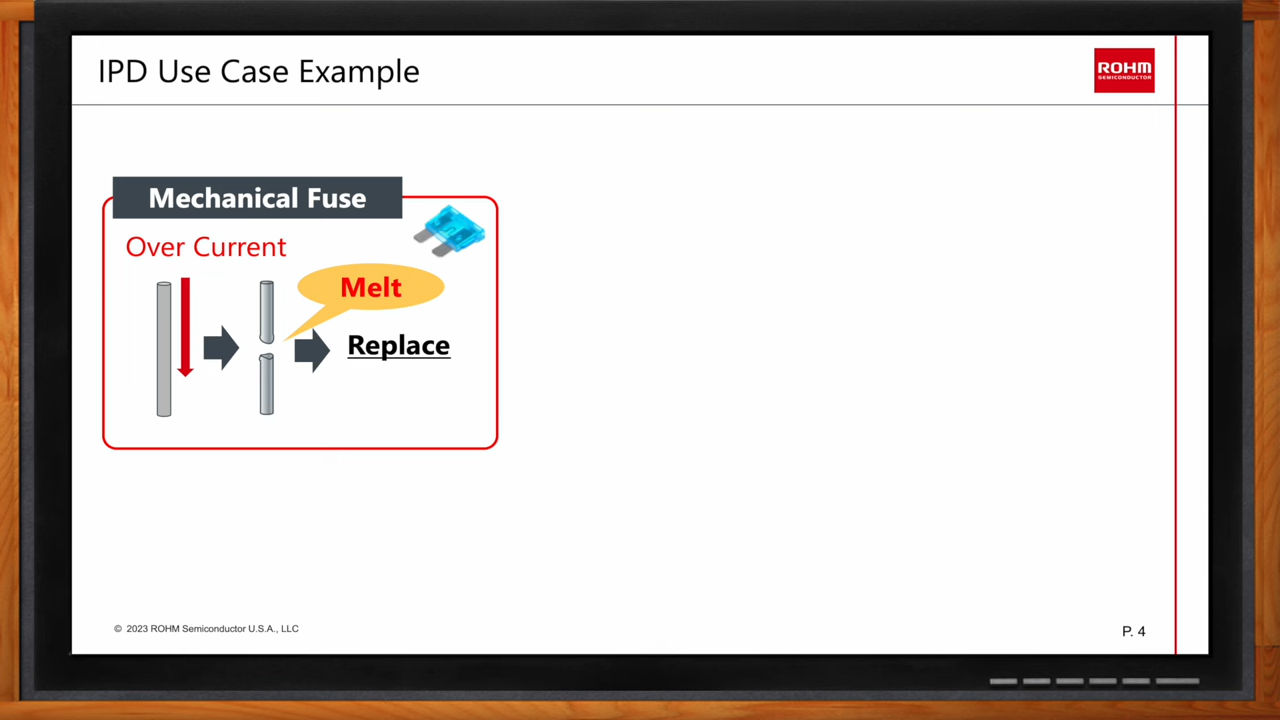 IPD Use Case Example
ROHM
SEMICONDUCTOR
Mechanical Fuse
Over Current
Melt
Replace
© 2023 ROHM Semiconductor U.S.A., LLC
P. 4